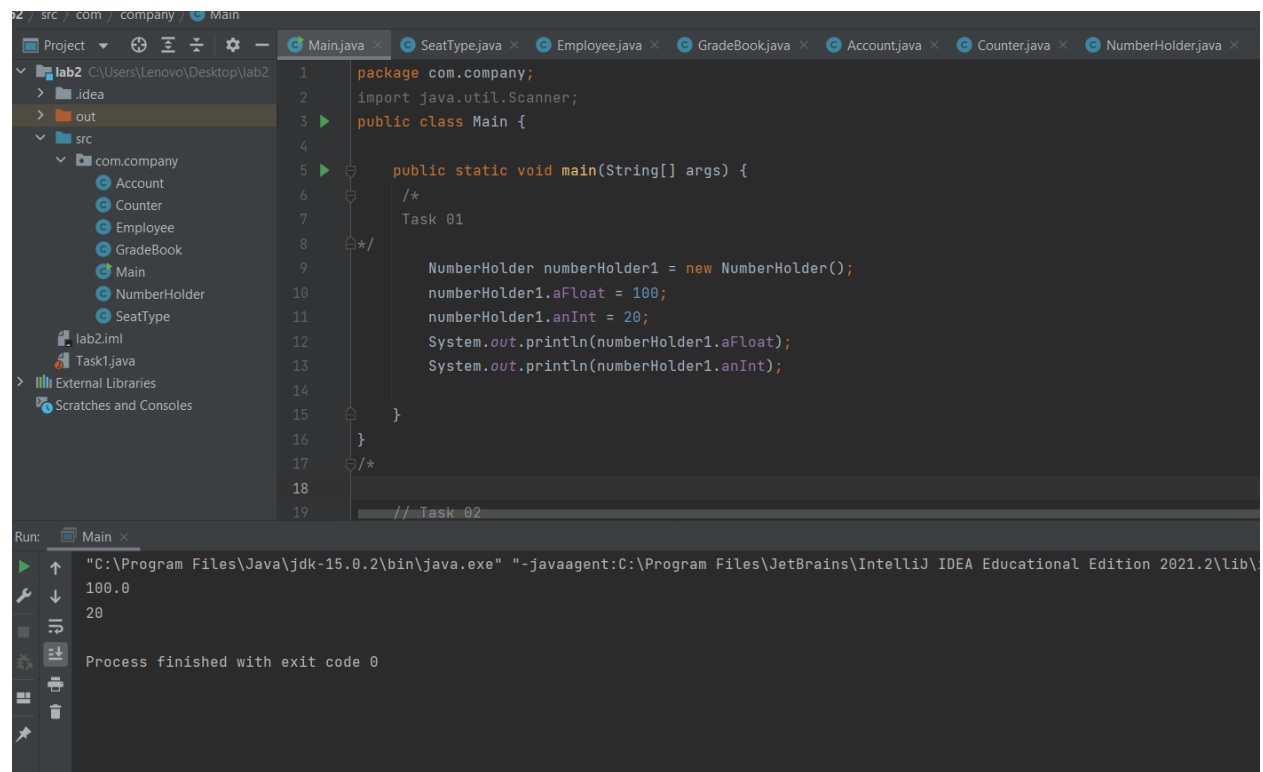 b2 / src / com / company / Main
Project
Main.java × SeatType.java × Employee.java × GradeBook.java × Account.java × Counter.java × NumberHolder.java ×
lab2 C:\Users\Lenovo\Desktop\lab2
.idea
out
src
com.company
Account
Counter
Employee
GradeBook
Main
NumberHolder
SeatType
lab2.iml
Task1.java
External Libraries
Scratches and Consoles
1 package com.company;
2 import java.util.Scanner;
3 public class Main {
4
5 public static void main(String[] args) {
6 /*
7 Task 01
8 */
9 NumberHolder numberHolder1 = new NumberHolder();
10 numberHolder1.aFloat = 100;
11 numberHolder1.anInt = 20;
12 System.out.println(numberHolder1.aFloat);
13 System.out.println(numberHolder1.anInt);
14
15 }
16 }
17 /*
18
19 // Task 02
Run: Main ×
"C:\Program Files\Java\jdk-15.0.2\bin\java.exe" "-javaagent:C:\Program Files\JetBrains\IntelliJ IDEA Educational Edition 2021.2\lib\
100.0
20
Process finished with exit code 0